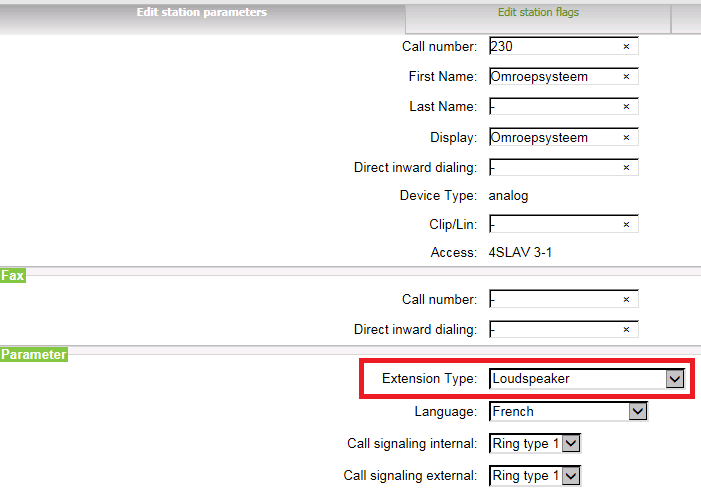 Edit station parameters Edit station flags
Call number: 230 ×
First Name: Omroepsysteem ×
Last Name: - ×
Display: Omroepsysteem ×
Direct inward dialing: - ×
Device Type: analog
Clip/Lin: - ×
Access: 4SLAV 3-1
Fax
Call number: - ×
Direct inward dialing: - ×
Parameter
Extension Type: Loudspeaker
Language: French
Call signaling internal: Ring type 1
Call signaling external: Ring type 1